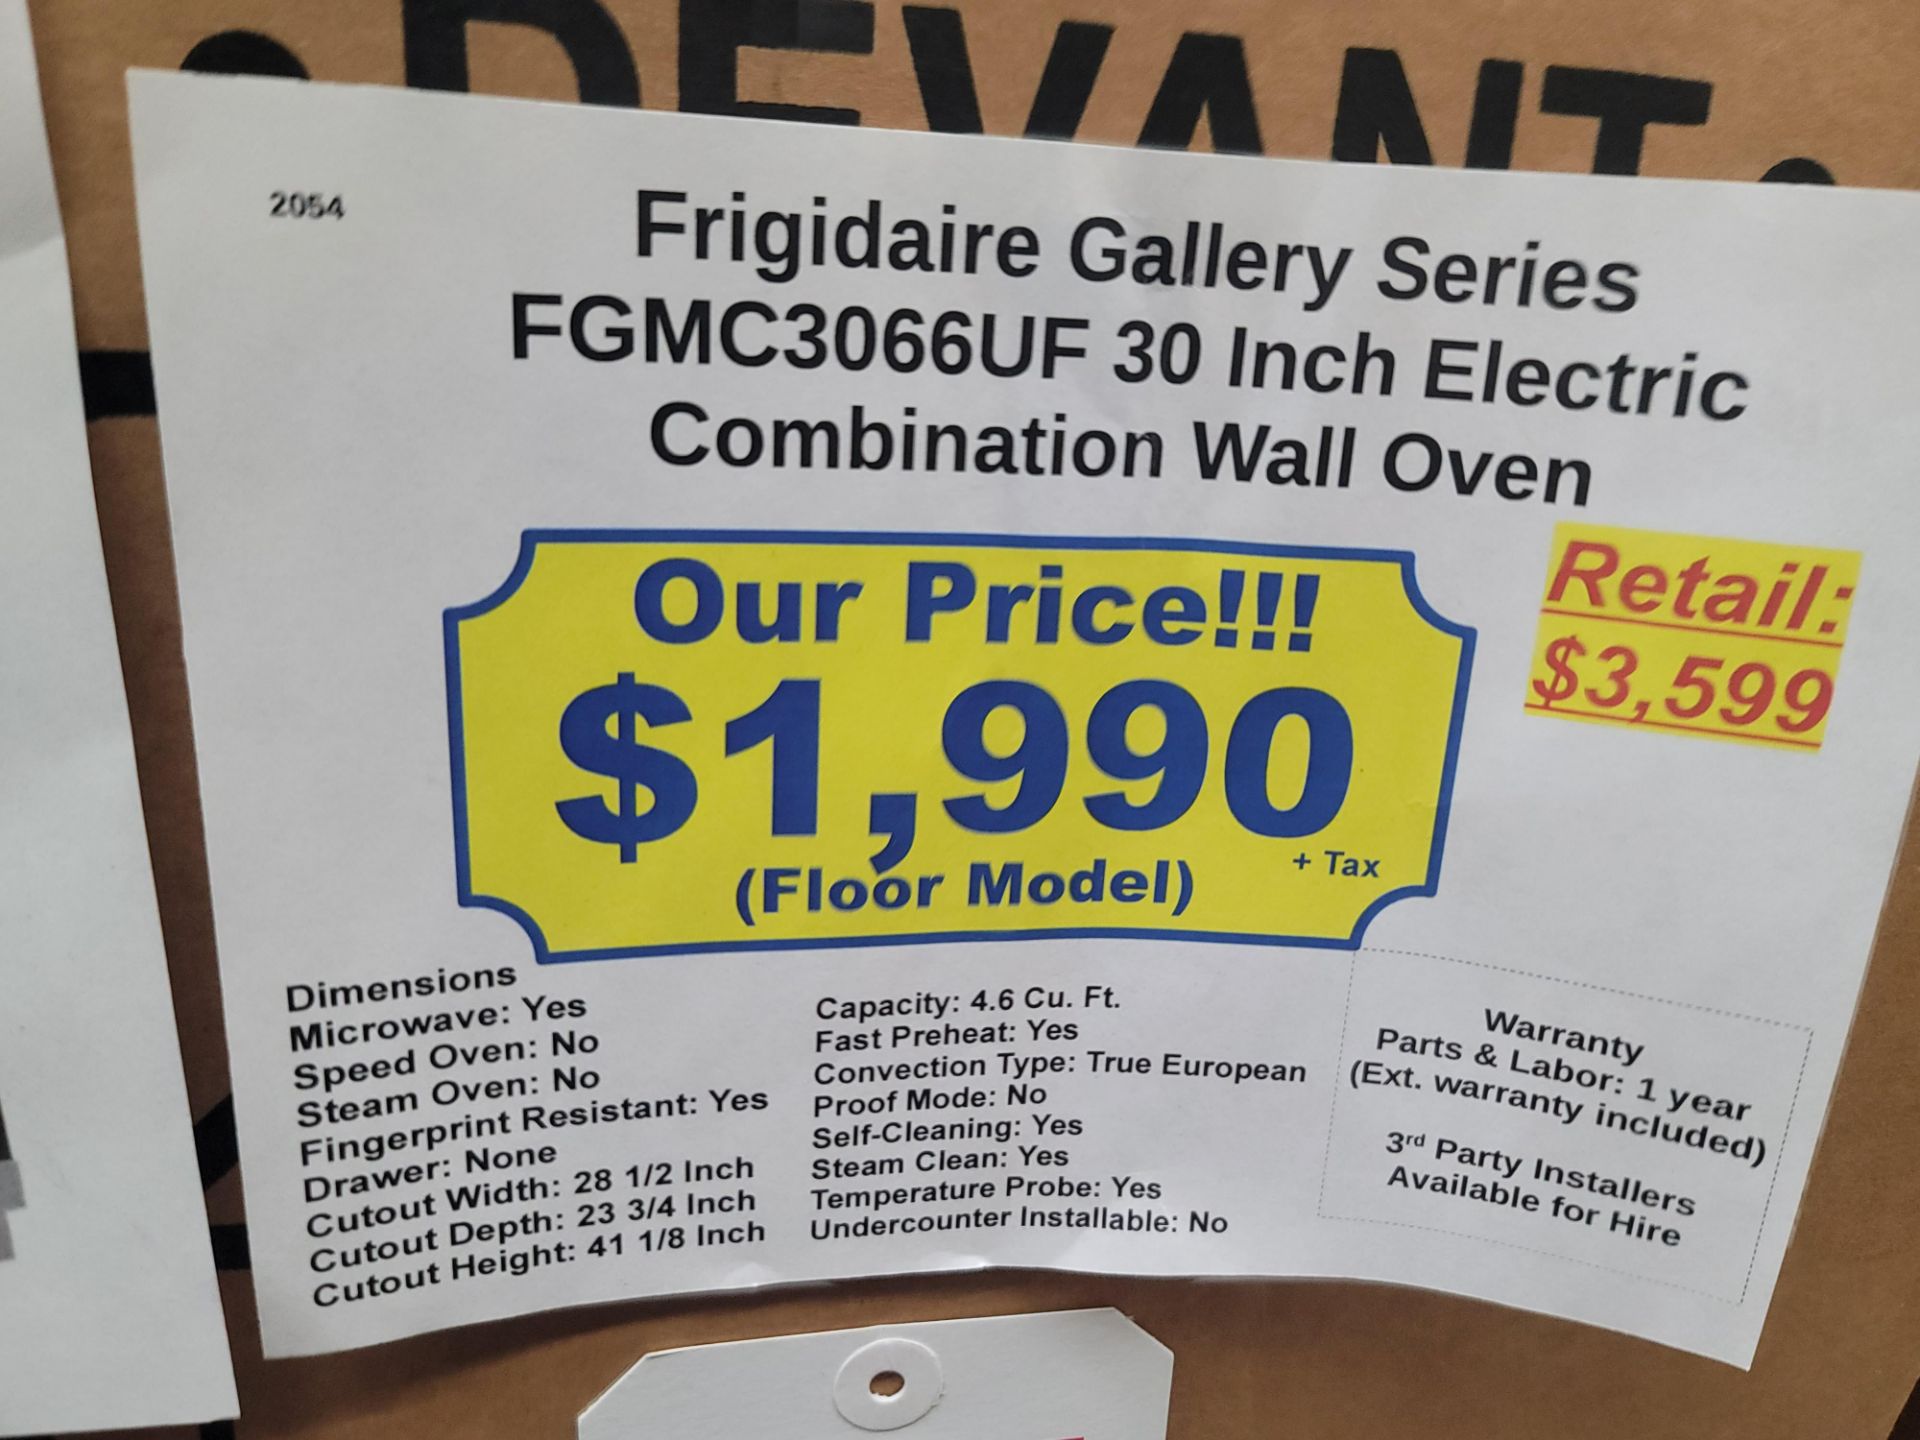 DEVANT
2054
Frigidaire Gallery Series
FGMC3066UF 30 Inch Electric
Combination Wall Oven
Our Price!!!
$1,990
(Floor Model)
+ Tax
Retail:
$3,599
Dimensions
Microwave: Yes
Speed Oven: No
Steam Oven: No
Fingerprint Resistant: Yes
Drawer: None
Cutout Width: 28 1/2 Inch
Cutout Depth: 23 3/4 Inch
Cutout Height: 41 1/8 Inch
Capacity: 4.6 Cu. Ft.
Fast Preheat: Yes
Convection Type: True European
Proof Mode: No
Self-Cleaning: Yes
Steam Clean: Yes
Temperature Probe: Yes
Undercounter Installable: No
Warranty
Parts & Labor: 1 year
(Ext. warranty included)
3rd Party Installers
Available for Hire